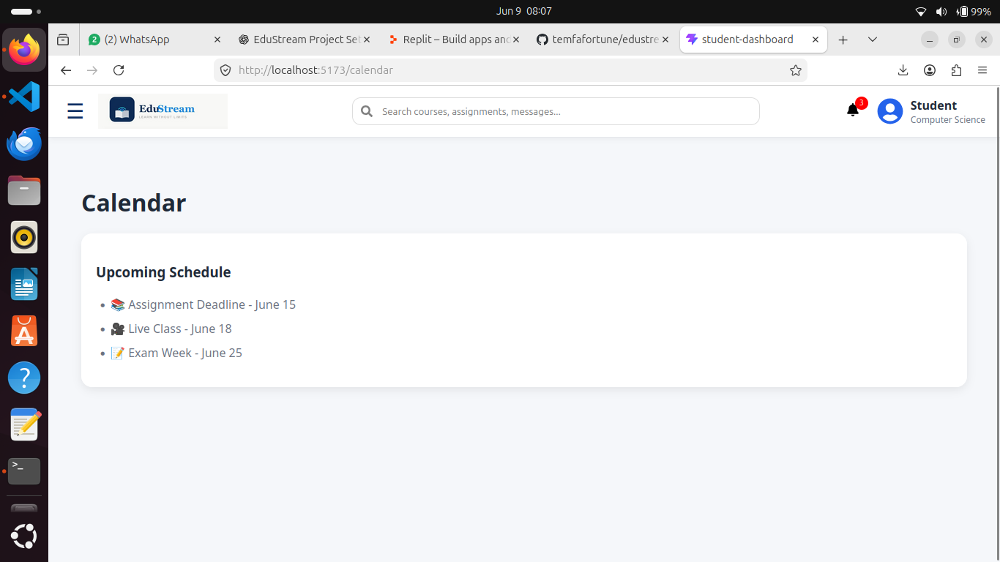 Jun 9 08:07
99%
2
(2) WhatsApp
EduStream Project Set
Replit – Build apps and
temfafortune/edustre
student-dashboard
http://localhost:5173/calendar
EduStream
LEARN WITHOUT LIMITS
Search courses, assignments, messages...
3
Student
Computer Science
Calendar
Upcoming Schedule
📚 Assignment Deadline - June 15
🎥 Live Class - June 18
📝 Exam Week - June 25